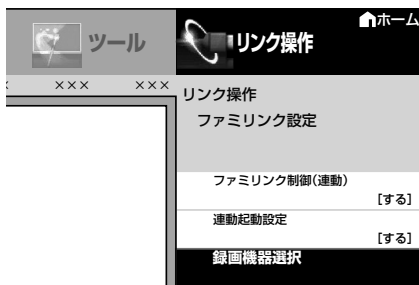 ホーム
ツール
リンク操作
××× ×××
リンク操作
ファミリンク設定
ファミリンク制御(連動)
[する]
連動起動設定
[する]
録画機器選択